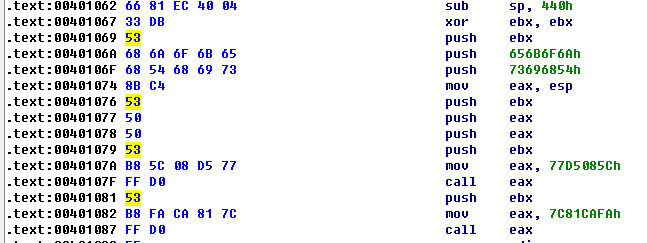 .text:00401062 66 81 EC 40 04 sub sp, 440h
.text:00401067 33 DB xor ebx, ebx
.text:00401069 53 push ebx
.text:0040106A 68 6A 6F 6B 65 push 656B6F6Ah
.text:0040106F 68 54 68 69 73 push 73696854h
.text:00401074 8B C4 mov eax, esp
.text:00401076 53 push ebx
.text:00401077 50 push eax
.text:00401078 50 push eax
.text:00401079 53 push ebx
.text:0040107A B8 5C 08 D5 77 mov eax, 77D5085Ch
.text:0040107F FF D0 call eax
.text:00401081 53 push ebx
.text:00401082 B8 FA CA 81 7C mov eax, 7C81CAFAh
.text:00401087 FF D0 call eax